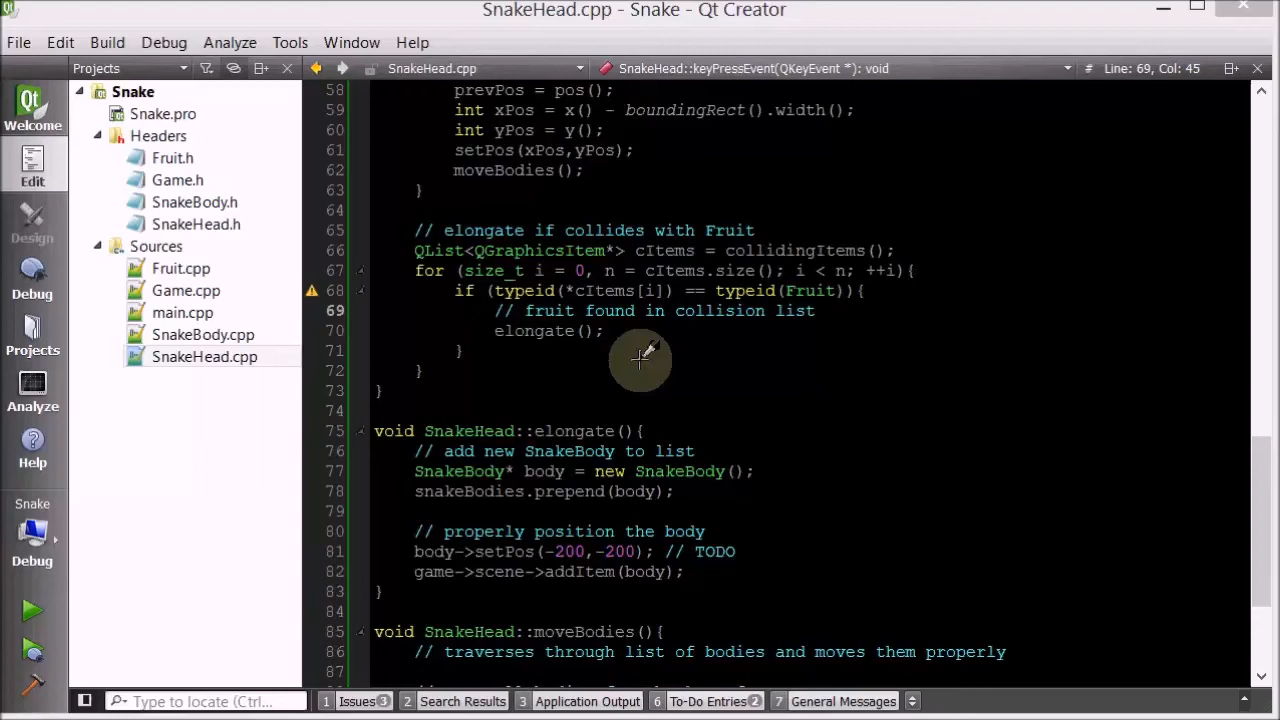 SnakeHead.cpp - Snake - Qt Creator
File Edit Build Debug Analyze Tools Window Help
Projects
SnakeHead.cpp
SnakeHead::keyPressEvent(QKeyEvent *): void
# Line: 69, Col: 45
Welcome
Edit
Design
Debug
Projects
Analyze
Help
Snake
Debug
Snake
Snake.pro
Headers
Fruit.h
Game.h
SnakeBody.h
SnakeHead.h
Sources
Fruit.cpp
Game.cpp
main.cpp
SnakeBody.cpp
SnakeHead.cpp
58 prevPos = pos();
59 int xPos = x() - boundingRect().width();
60 int yPos = y();
61 setPos(xPos,yPos);
62 moveBodies();
63 }
64
65 // elongate if collides with Fruit
66 QList<QGraphicsItem*> cItems = collidingItems();
67 for (size_t i = 0, n = cItems.size(); i < n; ++i){
68 if (typeid(*cItems[i]) == typeid(Fruit)){
69 // fruit found in collision list
70 elongate();
71 }
72 }
73 }
74
75 void SnakeHead::elongate(){
76 // add new SnakeBody to list
77 SnakeBody* body = new SnakeBody();
78 snakeBodies.prepend(body);
79
80 // properly position the body
81 body->setPos(-200,-200); // TODO
82 game->scene->addItem(body);
83 }
84
85 void SnakeHead::moveBodies(){
86 // traverses through list of bodies and moves them properly
87
Type to locate (Ctrl...
1 Issues 3
2 Search Results
3 Application Output
6 To-Do Entries 2
7 General Messages